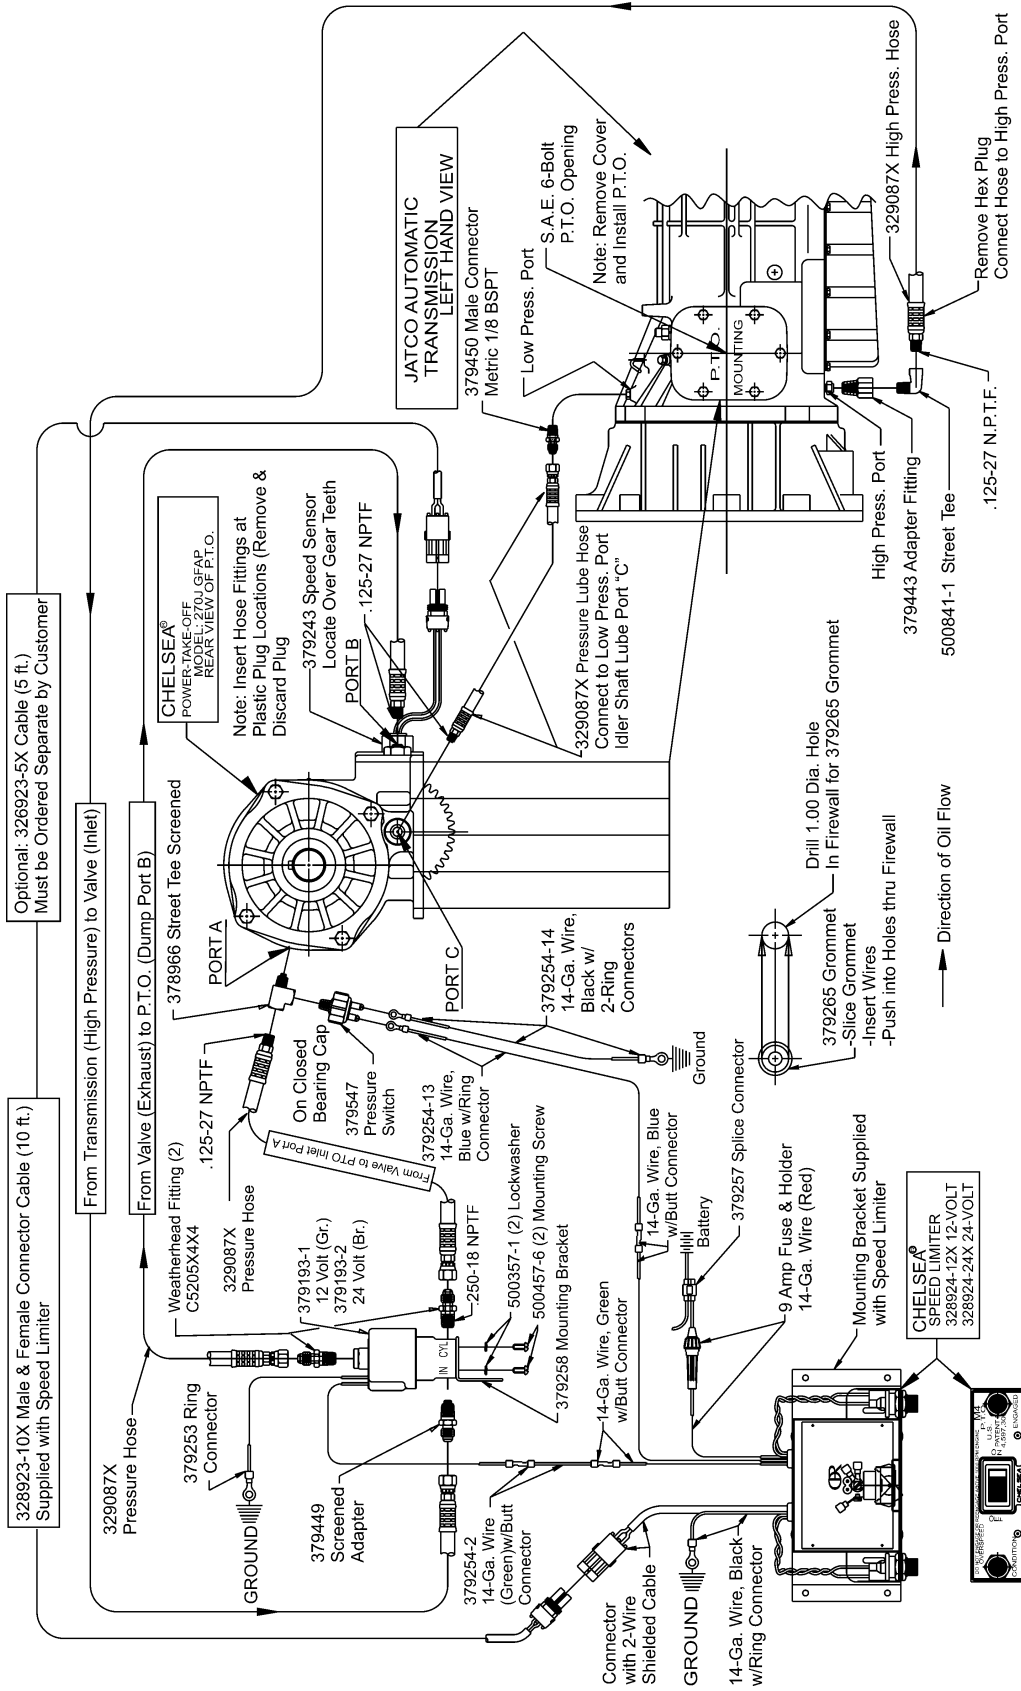 Optional: 326923-5X Cable (5 ft.)
Must be Ordered Separate by Customer
328923-10X Male & Female Connector Cable (10 ft.)
Supplied with Speed Limiter
From Transmission (High Pressure) to Valve (Inlet)
From Valve (Exhaust) to P.T.O. (Dump Port B)
329087X
Pressure Hose
Weatherhead Fitting (2)
C5205X4X4
.125-27 NPTF
378966 Street Tee Screened
CHELSEA®
POWER-TAKE-OFF
MODEL: 270J GFAP
REAR VIEW OF P.T.O.
Note: Insert Hose Fittings at
Plastic Plug Locations (Remove &
Discard Plug
379243 Speed Sensor
Locate Over Gear Teeth
PORT B
.125-27 NPTF
JATCO AUTOMATIC
TRANSMISSION
LEFT HAND VIEW
379450 Male Connector
Metric 1/8 BSPT
Low Press. Port
S.A.E. 6-Bolt
P.T.O. Opening
Note: Remove Cover
and Install P.T.O.
P.T.O.
MOUNTING
329087X High Press. Hose
Remove Hex Plug
Connect Hose to High Press. Port
.125-27 N.P.T.F.
High Press. Port
379443 Adapter Fitting
500841-1 Street Tee
329087X Pressure Lube Hose
Connect to Low Press. Port
Idler Shaft Lube Port "C"
PORT A
PORT C
329087X
Pressure Hose
On Closed
Bearing Cap
379547
Pressure
Switch
From Valve to PTO Inlet Port A
379254-13
14-Ga. Wire,
Blue w/Ring
Connector
379254-14
14-Ga. Wire,
Black w/
2-Ring
Connectors
Ground
379253 Ring
Connector
GROUND
379193-1
12 Volt (Gr.)
379193-2
24 Volt (Br.)
IN
CYL
.250-18 NPTF
500357-1 (2) Lockwasher
500457-6 (2) Mounting Screw
379258 Mounting Bracket
379449
Screened
Adapter
379254-2
14-Ga. Wire
(Green)w/Butt
Connector
14-Ga. Wire, Green
w/Butt Connector
14-Ga. Wire, Blue
w/Butt Connector
Battery
379257 Splice Connector
9 Amp Fuse & Holder
14-Ga. Wire (Red)
Mounting Bracket Supplied
with Speed Limiter
Connector
with 2-Wire
Shielded Cable
GROUND
14-Ga. Wire, Black
w/Ring Connector
CHELSEA®
SPEED LIMITER
328924-12X 12-VOLT
328924-24X 24-VOLT
Drill 1.00 Dia. Hole
In Firewall for 379265 Grommet
379265 Grommet
-Slice Grommet
-Insert Wires
-Push into Holes thru Firewall
Direction of Oil Flow
OVERSPEED
CONDITION
CHELSEA
M4
P.T.O.
U.S.
PATENT
ENGAGED